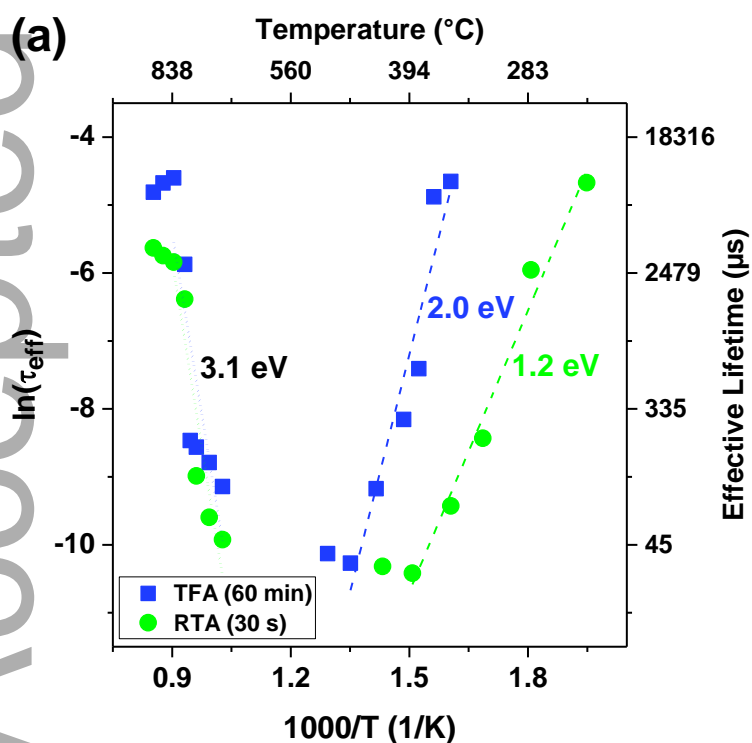 (a)
Temperature (°C)
838 560 394 283
-4 18316
-6 2479
-8 335
-10 45
ln(τeff)
Effective Lifetime (μs)
3.1 eV
2.0 eV
1.2 eV
TFA (60 min)
RTA (30 s)
0.9 1.2 1.5 1.8
1000/T (1/K)